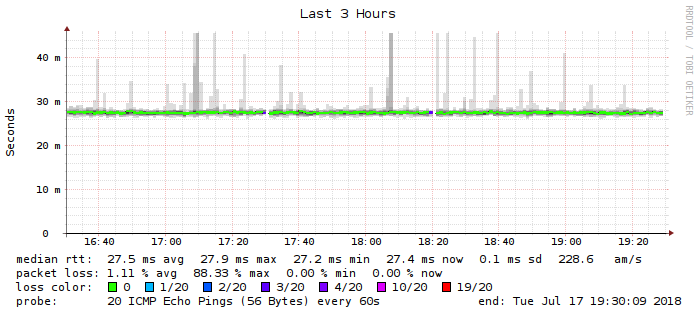 Last 3 Hours
RRDTOOL / TOBI OETIKER
Seconds
40 m
30 m
20 m
10 m
0
16:40 17:00 17:20 17:40 18:00 18:20 18:40 19:00 19:20
median rtt: 27.5 ms avg 27.9 ms max 27.2 ms min 27.4 ms now 0.1 ms sd 228.6 am/s
packet loss: 1.11 % avg 88.33 % max 0.00 % min 0.00 % now
loss color: 0 1/20 2/20 3/20 4/20 10/20 19/20
probe: 20 ICMP Echo Pings (56 Bytes) every 60s end: Tue Jul 17 19:30:09 2018